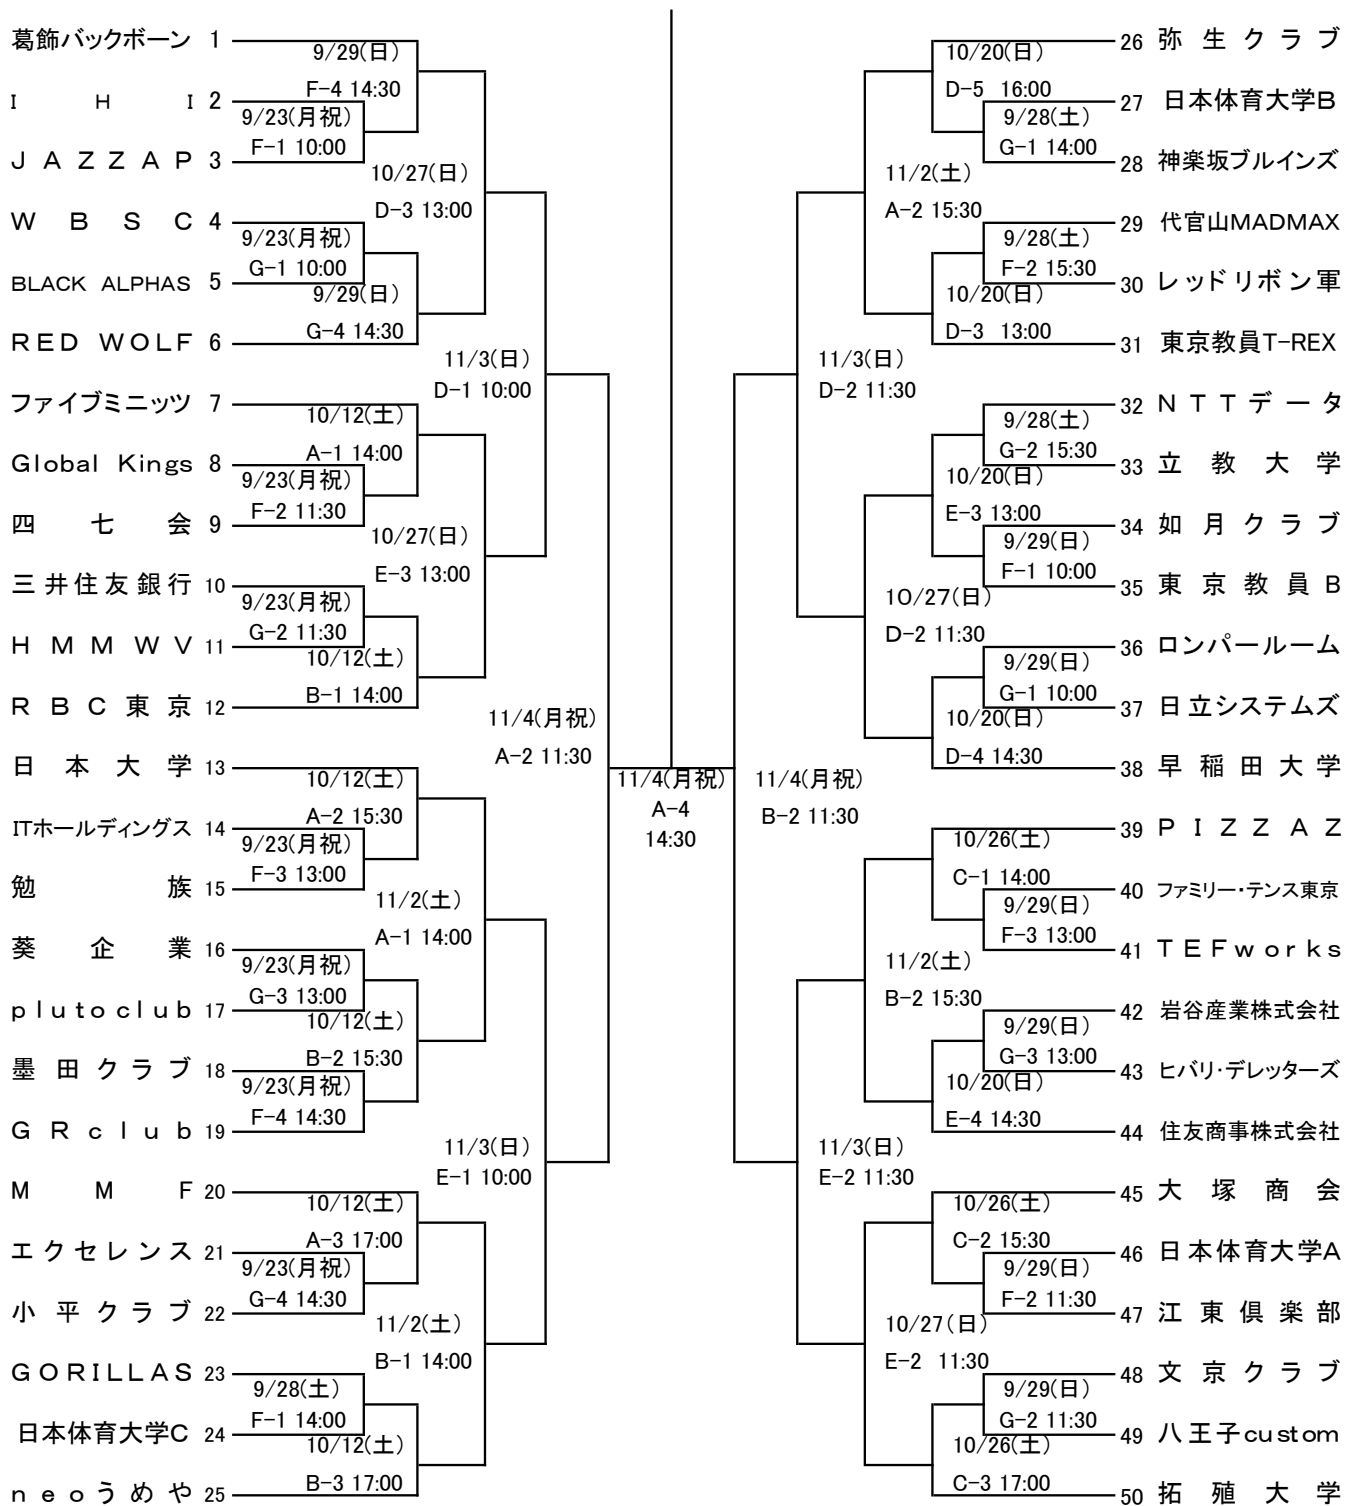 葛飾バックボーン 1
9/29(日)
F-4 14:30
I H I 2
9/23(月祝)
F-1 10:00
JAZZAP 3
10/27(日)
D-3 13:00
WBSC 4
9/23(月祝)
G-1 10:00
BLACK ALPHAS 5
9/29(日)
G-4 14:30
RED WOLF 6
11/3(日)
D-1 10:00
ファイブミニッツ 7
10/12(土)
A-1 14:00
Global Kings 8
9/23(月祝)
F-2 11:30
四七会 9
10/27(日)
E-3 13:00
三井住友銀行 10
9/23(月祝)
G-2 11:30
HMMWV 11
10/12(土)
B-1 14:00
RBC東京 12
11/4(月祝)
A-2 11:30
日本大学 13
10/12(土)
A-2 15:30
ITホールディングス 14
9/23(月祝)
F-3 13:00
勉族 15
11/2(土)
A-1 14:00
葵企業 16
9/23(月祝)
G-3 13:00
plutoclub 17
10/12(土)
B-2 15:30
墨田クラブ 18
9/23(月祝)
F-4 14:30
GRclub 19
11/3(日)
E-1 10:00
MMF 20
10/12(土)
A-3 17:00
エクセレンス 21
9/23(月祝)
G-4 14:30
小平クラブ 22
11/2(土)
B-1 14:00
GORILLAS 23
9/28(土)
F-1 14:00
日本体育大学C 24
10/12(土)
B-3 17:00
neoうめや 25
11/4(月祝)
A-4
14:30
26 弥生クラブ
10/20(日)
D-5 16:00
27 日本体育大学B
9/28(土)
G-1 14:00
28 神楽坂ブルインズ
11/2(土)
A-2 15:30
29 代官山MADMAX
9/28(土)
F-2 15:30
30 レッドリボン軍
10/20(日)
D-3 13:00
31 東京教員T-REX
11/3(日)
D-2 11:30
32 NTTデータ
9/28(土)
G-2 15:30
33 立教大学
10/20(日)
E-3 13:00
34 如月クラブ
9/29(日)
F-1 10:00
35 東京教員B
10/27(日)
D-2 11:30
36 ロンパールーム
9/29(日)
G-1 10:00
37 日立システムズ
10/20(日)
D-4 14:30
38 早稲田大学
11/4(月祝)
B-2 11:30
39 PIZZAZ
10/26(土)
C-1 14:00
40 ファミリー・テンス東京
9/29(日)
F-3 13:00
41 TEFworks
11/2(土)
B-2 15:30
42 岩谷産業株式会社
9/29(日)
G-3 13:00
43 ヒバリ・デレッターズ
10/20(日)
E-4 14:30
44 住友商事株式会社
11/3(日)
E-2 11:30
45 大塚商会
10/26(土)
C-2 15:30
46 日本体育大学A
9/29(日)
F-2 11:30
47 江東倶楽部
10/27(日)
E-2 11:30
48 文京クラブ
9/29(日)
G-2 11:30
49 八王子custom
10/26(土)
C-3 17:00
50 拓殖大学